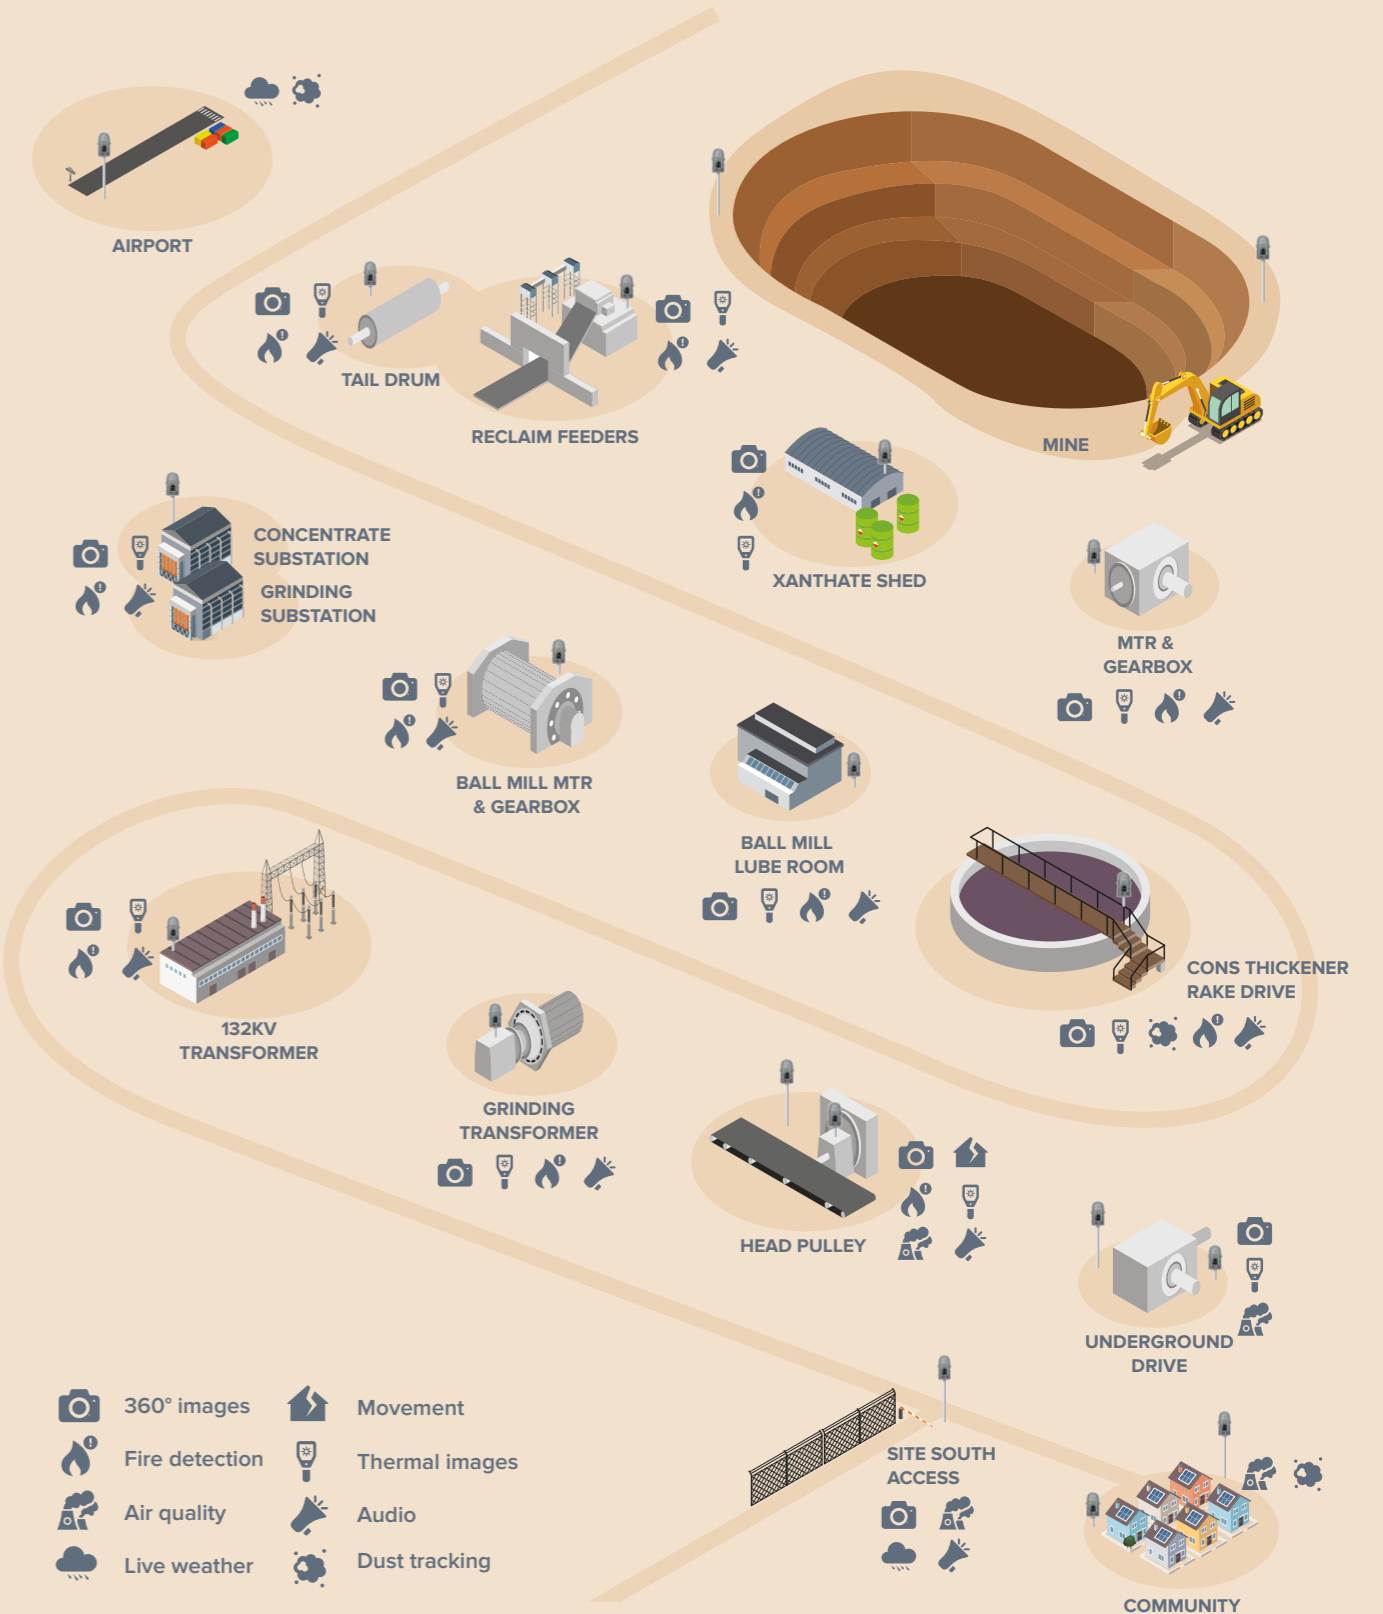 AIRPORT
TAIL DRUM
RECLAIM FEEDERS
MINE
CONCENTRATE
SUBSTATION
GRINDING
SUBSTATION
XANTHATE SHED
MTR &
GEARBOX
BALL MILL MTR
& GEARBOX
BALL MILL
LUBE ROOM
CONS THICKENER
RAKE DRIVE
132KV
TRANSFORMER
GRINDING
TRANSFORMER
HEAD PULLEY
UNDERGROUND
DRIVE
SITE SOUTH
ACCESS
COMMUNITY
360° images
Fire detection
Air quality
Live weather
Movement
Thermal images
Audio
Dust tracking